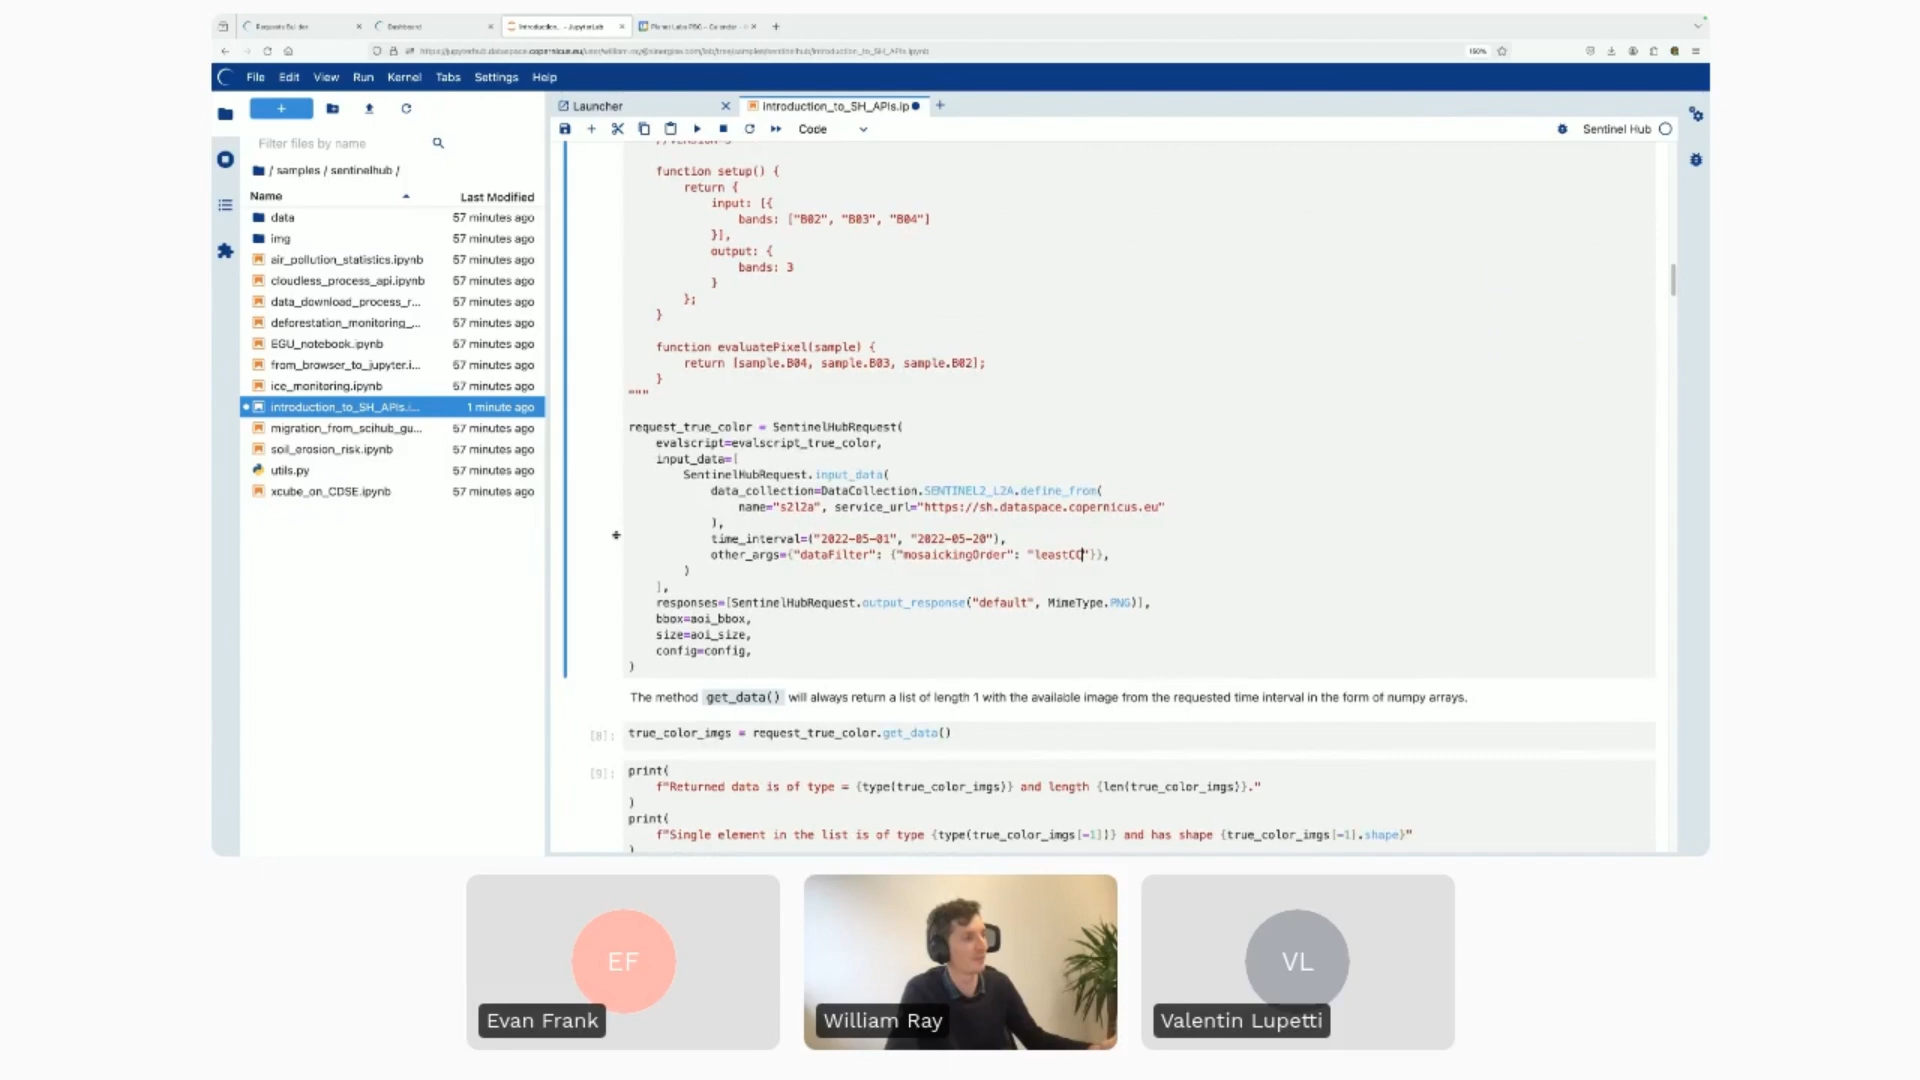 Requests Builder
Dashboard
Introduction... - JupyterLab
150%
File Edit View Run Kernel Tabs Settings Help
Launcher
introduction_to_SH_APIs.ip
Filter files by name
Code
Sentinel Hub
/ samples / sentinelhub /
Name
Last Modified
data 57 minutes ago
img 57 minutes ago
air_pollution_statistics.ipynb 57 minutes ago
cloudless_process_api.ipynb 57 minutes ago
data_download_process_r... 57 minutes ago
deforestation_monitoring_... 57 minutes ago
EGU_notebook.ipynb 57 minutes ago
from_browser_to_jupyter.i... 57 minutes ago
ice_monitoring.ipynb 57 minutes ago
introduction_to_SH_APIs.i... 1 minute ago
migration_from_scihub_gu... 57 minutes ago
soil_erosion_risk.ipynb 57 minutes ago
utils.py 57 minutes ago
xcube_on_CDSE.ipynb 57 minutes ago
function setup() {
return {
input: [{
bands: ["B02", "B03", "B04"]
}],
output: {
bands: 3
}
};
}
function evaluatePixel(sample) {
return [sample.B04, sample.B03, sample.B02];
}
"""
request_true_color = SentinelHubRequest(
evalscript=evalscript_true_color,
input_data=[
SentinelHubRequest.input_data(
data_collection=DataCollection.SENTINEL2_L2A.define_from(
name="s2l2a", service_url="https://sh.dataspace.copernicus.eu"
),
time_interval=("2022-05-01", "2022-05-20"),
other_args={"dataFilter": {"mosaickingOrder": "leastCC"}},
)
],
responses=[SentinelHubRequest.output_response("default", MimeType.PNG)],
bbox=aoi_bbox,
size=aoi_size,
config=config,
)
The method get_data() will always return a list of length 1 with the available image from the requested time interval in the form of numpy arrays.
[8]: true_color_imgs = request_true_color.get_data()
[9]: print(
f"Returned data is of type = {type(true_color_imgs)} and length {len(true_color_imgs)}."
)
print(
f"Single element in the list is of type {type(true_color_imgs[-1])} and has shape {true_color_imgs[-1].shape}"
)
EF
Evan Frank
William Ray
VL
Valentin Lupetti